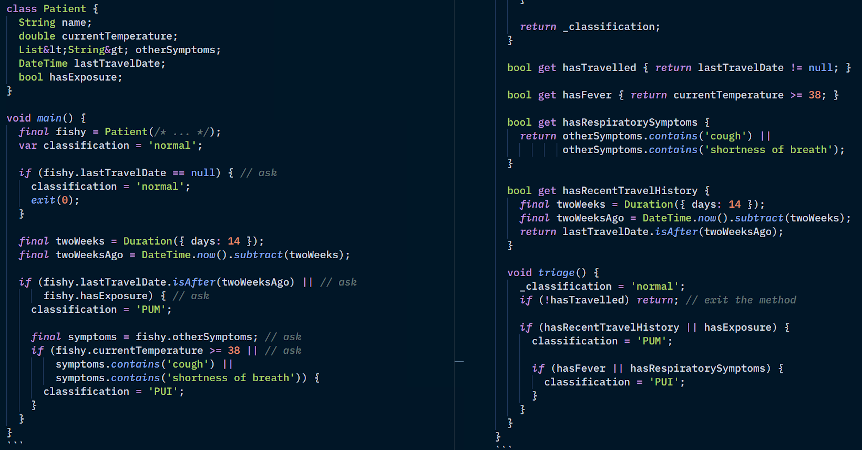 class Patient {
  String name;
  double currentTemperature;
  List&lt;String&gt; otherSymptoms;
  DateTime lastTravelDate;
  bool hasExposure;
}

void main() {
  final fishy = Patient(/* ... */);
  var classification = 'normal';

  if (fishy.lastTravelDate == null) { // ask
    classification = 'normal';
    exit(0);
  }

  final twoWeeks = Duration({ days: 14 });
  final twoWeeksAgo = DateTime.now().subtract(twoWeeks);

  if (fishy.lastTravelDate.isAfter(twoWeeksAgo) || // ask
      fishy.hasExposure) { // ask
    classification = 'PUM';

    final symptoms = fishy.otherSymptoms; // ask
    if (fishy.currentTemperature >= 38 || // ask
        symptoms.contains('cough') ||
        symptoms.contains('shortness of breath')) {
      classification = 'PUI';
    }
  }
}
```
    }

    return _classification;
  }

  bool get hasTravelled { return lastTravelDate != null; }

  bool get hasFever { return currentTemperature >= 38; }

  bool get hasRespiratorySymptoms {
    return otherSymptoms.contains('cough') ||
           otherSymptoms.contains('shortness of breath');
  }

  bool get hasRecentTravelHistory {
    final twoWeeks = Duration({ days: 14 });
    final twoWeeksAgo = DateTime.now().subtract(twoWeeks);
    return lastTravelDate.isAfter(twoWeeksAgo);
  }

  void triage() {
    _classification = 'normal';
    if (!hasTravelled) return; // exit the method

    if (hasRecentTravelHistory || hasExposure) {
      classification = 'PUM';

      if (hasFever || hasRespiratorySymptoms) {
        classification = 'PUI';
      }
    }
  }
}
```